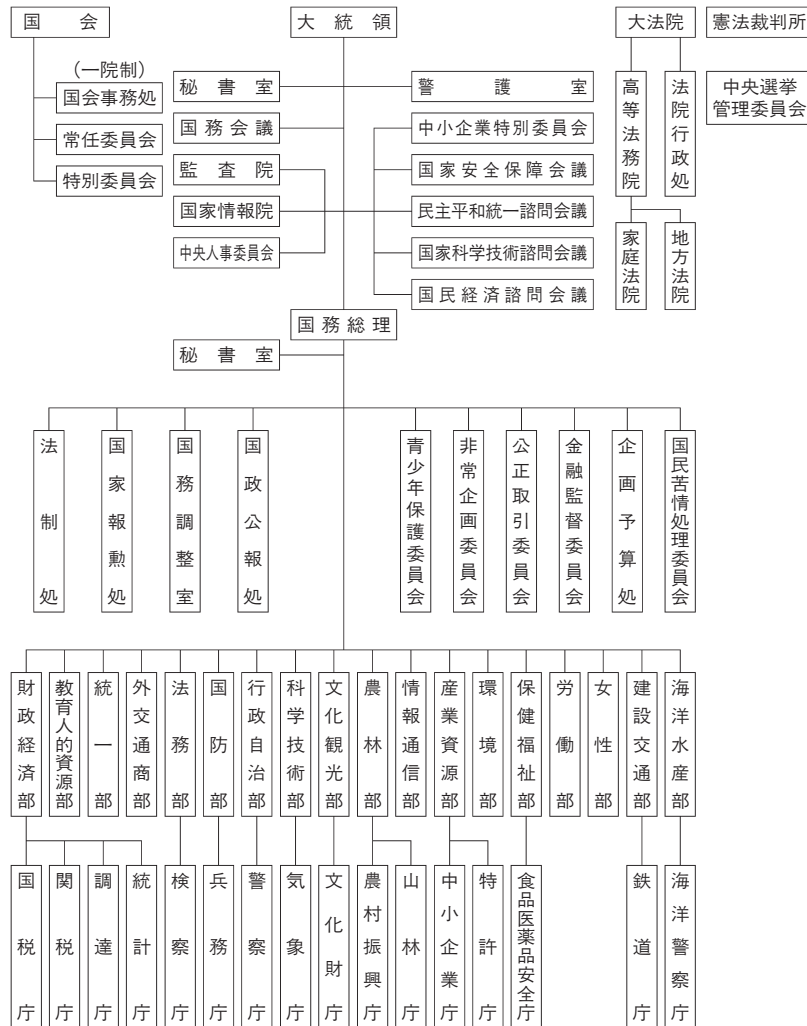 国会
大統領
大法院
憲法裁判所
(一院制)
国会事務処
常任委員会
特別委員会
秘書室
警護室
国務会議
中小企業特別委員会
監査院
国家安全保障会議
国家情報院
民主平和統一諮問会議
中央人事委員会
国家科学技術諮問会議
国民経済諮問会議
高等法務院
法院行政処
中央選挙
管理委員会
家庭法院
地方法院
国務総理
秘書室
法制処
国家報勲処
国務調整室
国政公報処
青少年保護委員会
非常企画委員会
公正取引委員会
金融監督委員会
企画予算処
国民苦情処理委員会
財政経済部
教育人的資源部
統一部
外交通商部
法務部
国防部
行政自治部
科学技術部
文化観光部
農林部
情報通信部
産業資源部
環境部
保健福祉部
労働部
女性部
建設交通部
海洋水産部
国税庁
関税庁
調達庁
統計庁
検察庁
兵務庁
警察庁
気象庁
文化財庁
農村振興庁
山林庁
中小企業庁
特許庁
食品医薬品安全庁
鉄道庁
海洋警察庁